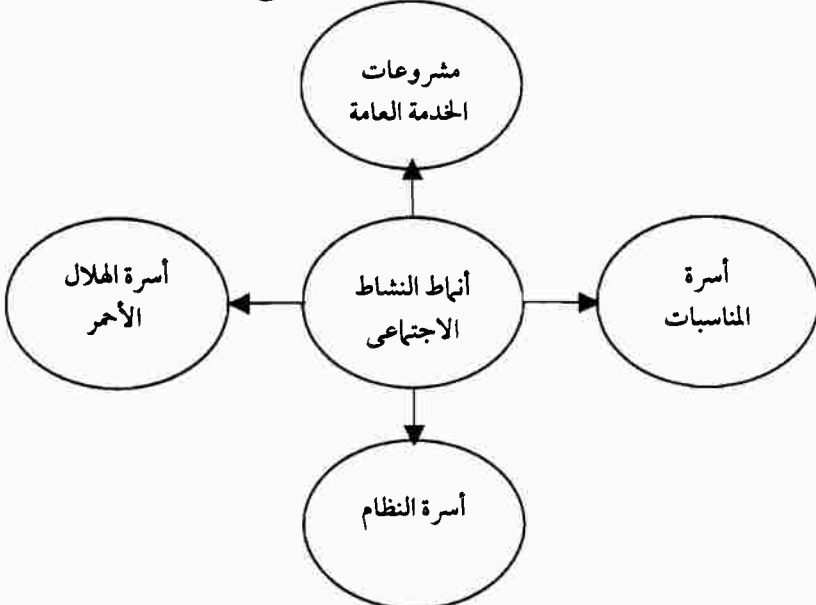 مشروعات
الخدمة العامة
أسرة
المناسبات
أنماط النشاط
الاجتماعى
أسرة الهلال
الأحمر
أسرة النظام